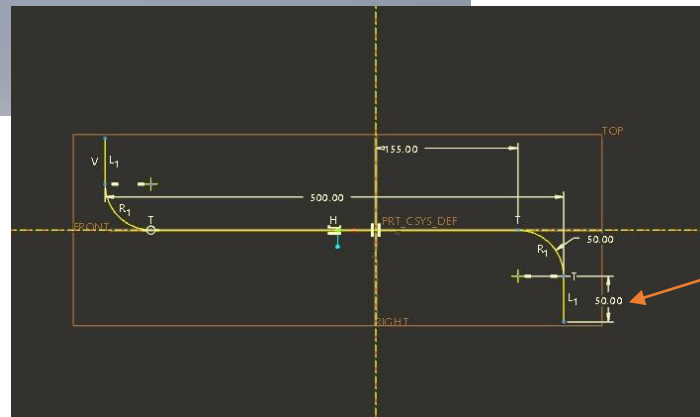 TOP
155.00
V L₁
500.00
R₁
FRONT T H PRT_CSYS_DEF T
R₁ 50.00
T
L₁ 50.00
RIGHT